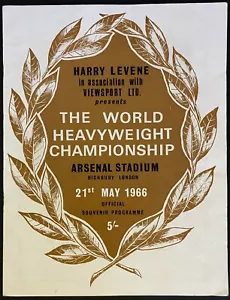 HARRY LEVENE
in association with
VIEWSPORT LTD.
presents
THE WORLD
HEAVYWEIGHT
CHAMPIONSHIP
ARSENAL STADIUM
HIGHBURY LONDON
21st MAY 1966
OFFICIAL
SOUVENIR PROGRAMME
5/-